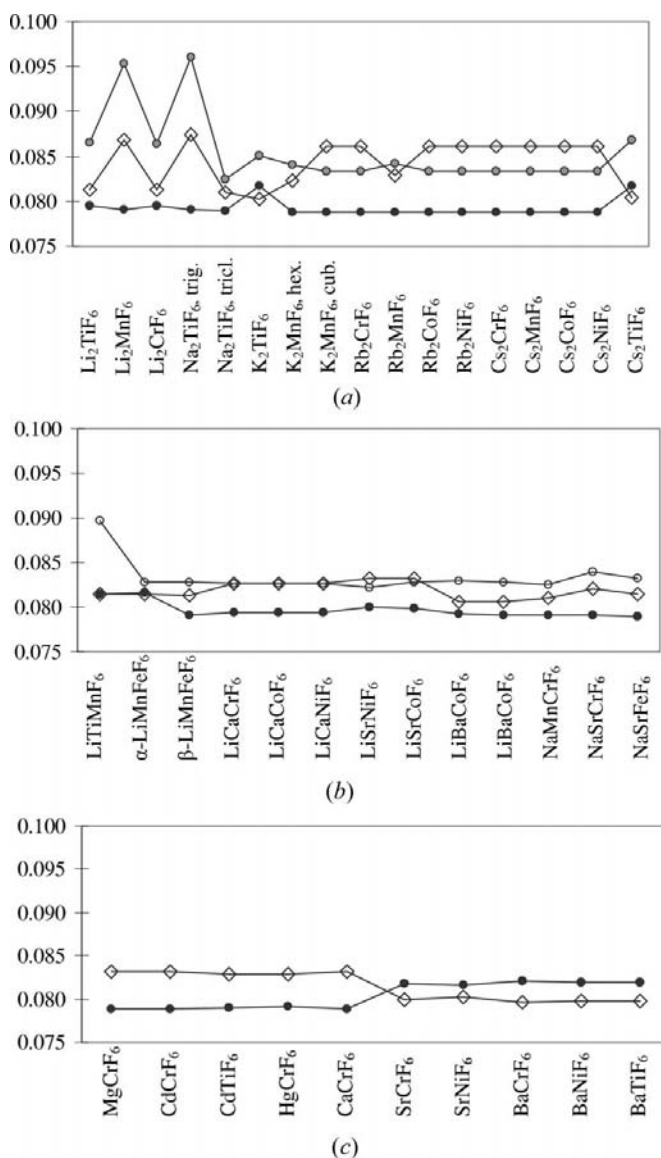 0.100
0.095
0.090
0.085
0.080
0.075
Li₂TiF₆
Li₂MnF₆
Li₂CrF₆
Na₂TiF₆, trig.
Na₂TiF₆, tricl.
K₂TiF₆
K₂MnF₆, hex.
K₂MnF₆, cub.
Rb₂CrF₆
Rb₂MnF₆
Rb₂CoF₆
Rb₂NiF₆
Cs₂CrF₆
Cs₂MnF₆
Cs₂CoF₆
Cs₂NiF₆
Cs₂TiF₆
(a)
0.100
0.095
0.090
0.085
0.080
0.075
LiTiMnF₆
α-LiMnFeF₆
β-LiMnFeF₆
LiCaCrF₆
LiCaCoF₆
LiCaNiF₆
LiSrNiF₆
LiSrCoF₆
LiBaCoF₆
LiBaCoF₆
NaMnCrF₆
NaSrCrF₆
NaSrFeF₆
(b)
0.100
0.095
0.090
0.085
0.080
0.075
MgCrF₆
CdCrF₆
CdTiF₆
HgCrF₆
CaCrF₆
SrCrF₆
SrNiF₆
BaCrF₆
BaNiF₆
BaTiF₆
(c)